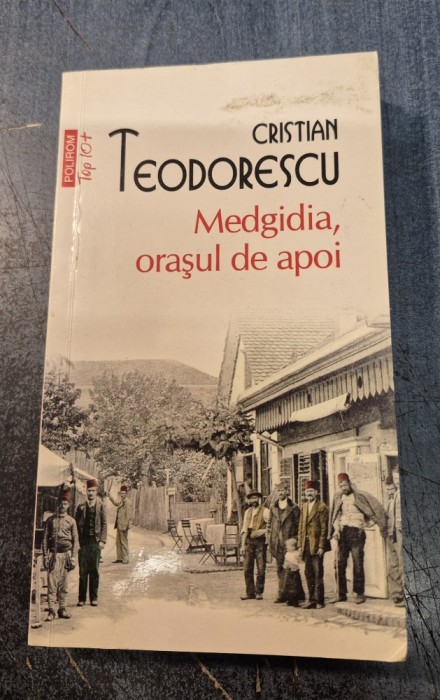 POLIROM
Top 10+
CRISTIAN
TEODORESCU
Medgidia,
orașul de apoi